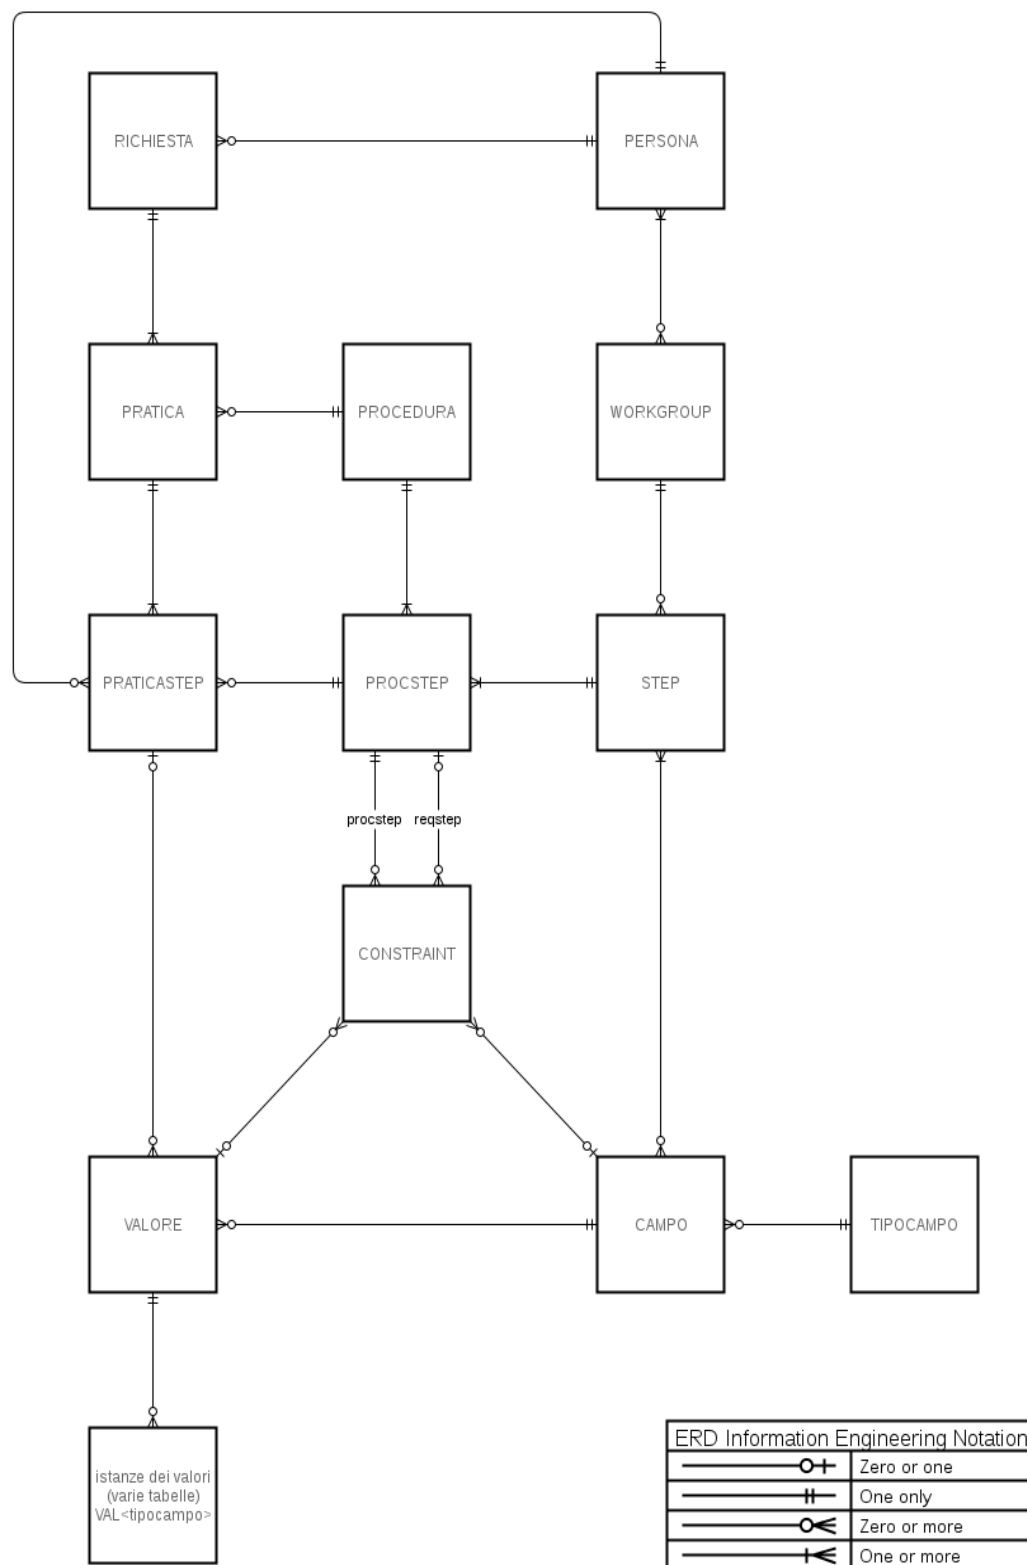 RICHIESTA
PERSONA
PRATICA
PROCEDURA
WORKGROUP
PRATICASTEP
PROCSTEP
STEP
procstep
reqstep
CONSTRAINT
VALORE
CAMPO
TIPOCAMPO
istanze dei valori
(varie tabelle)
VAL<tipocampo>
ERD Information Engineering Notation
Zero or one
One only
Zero or more
One or more